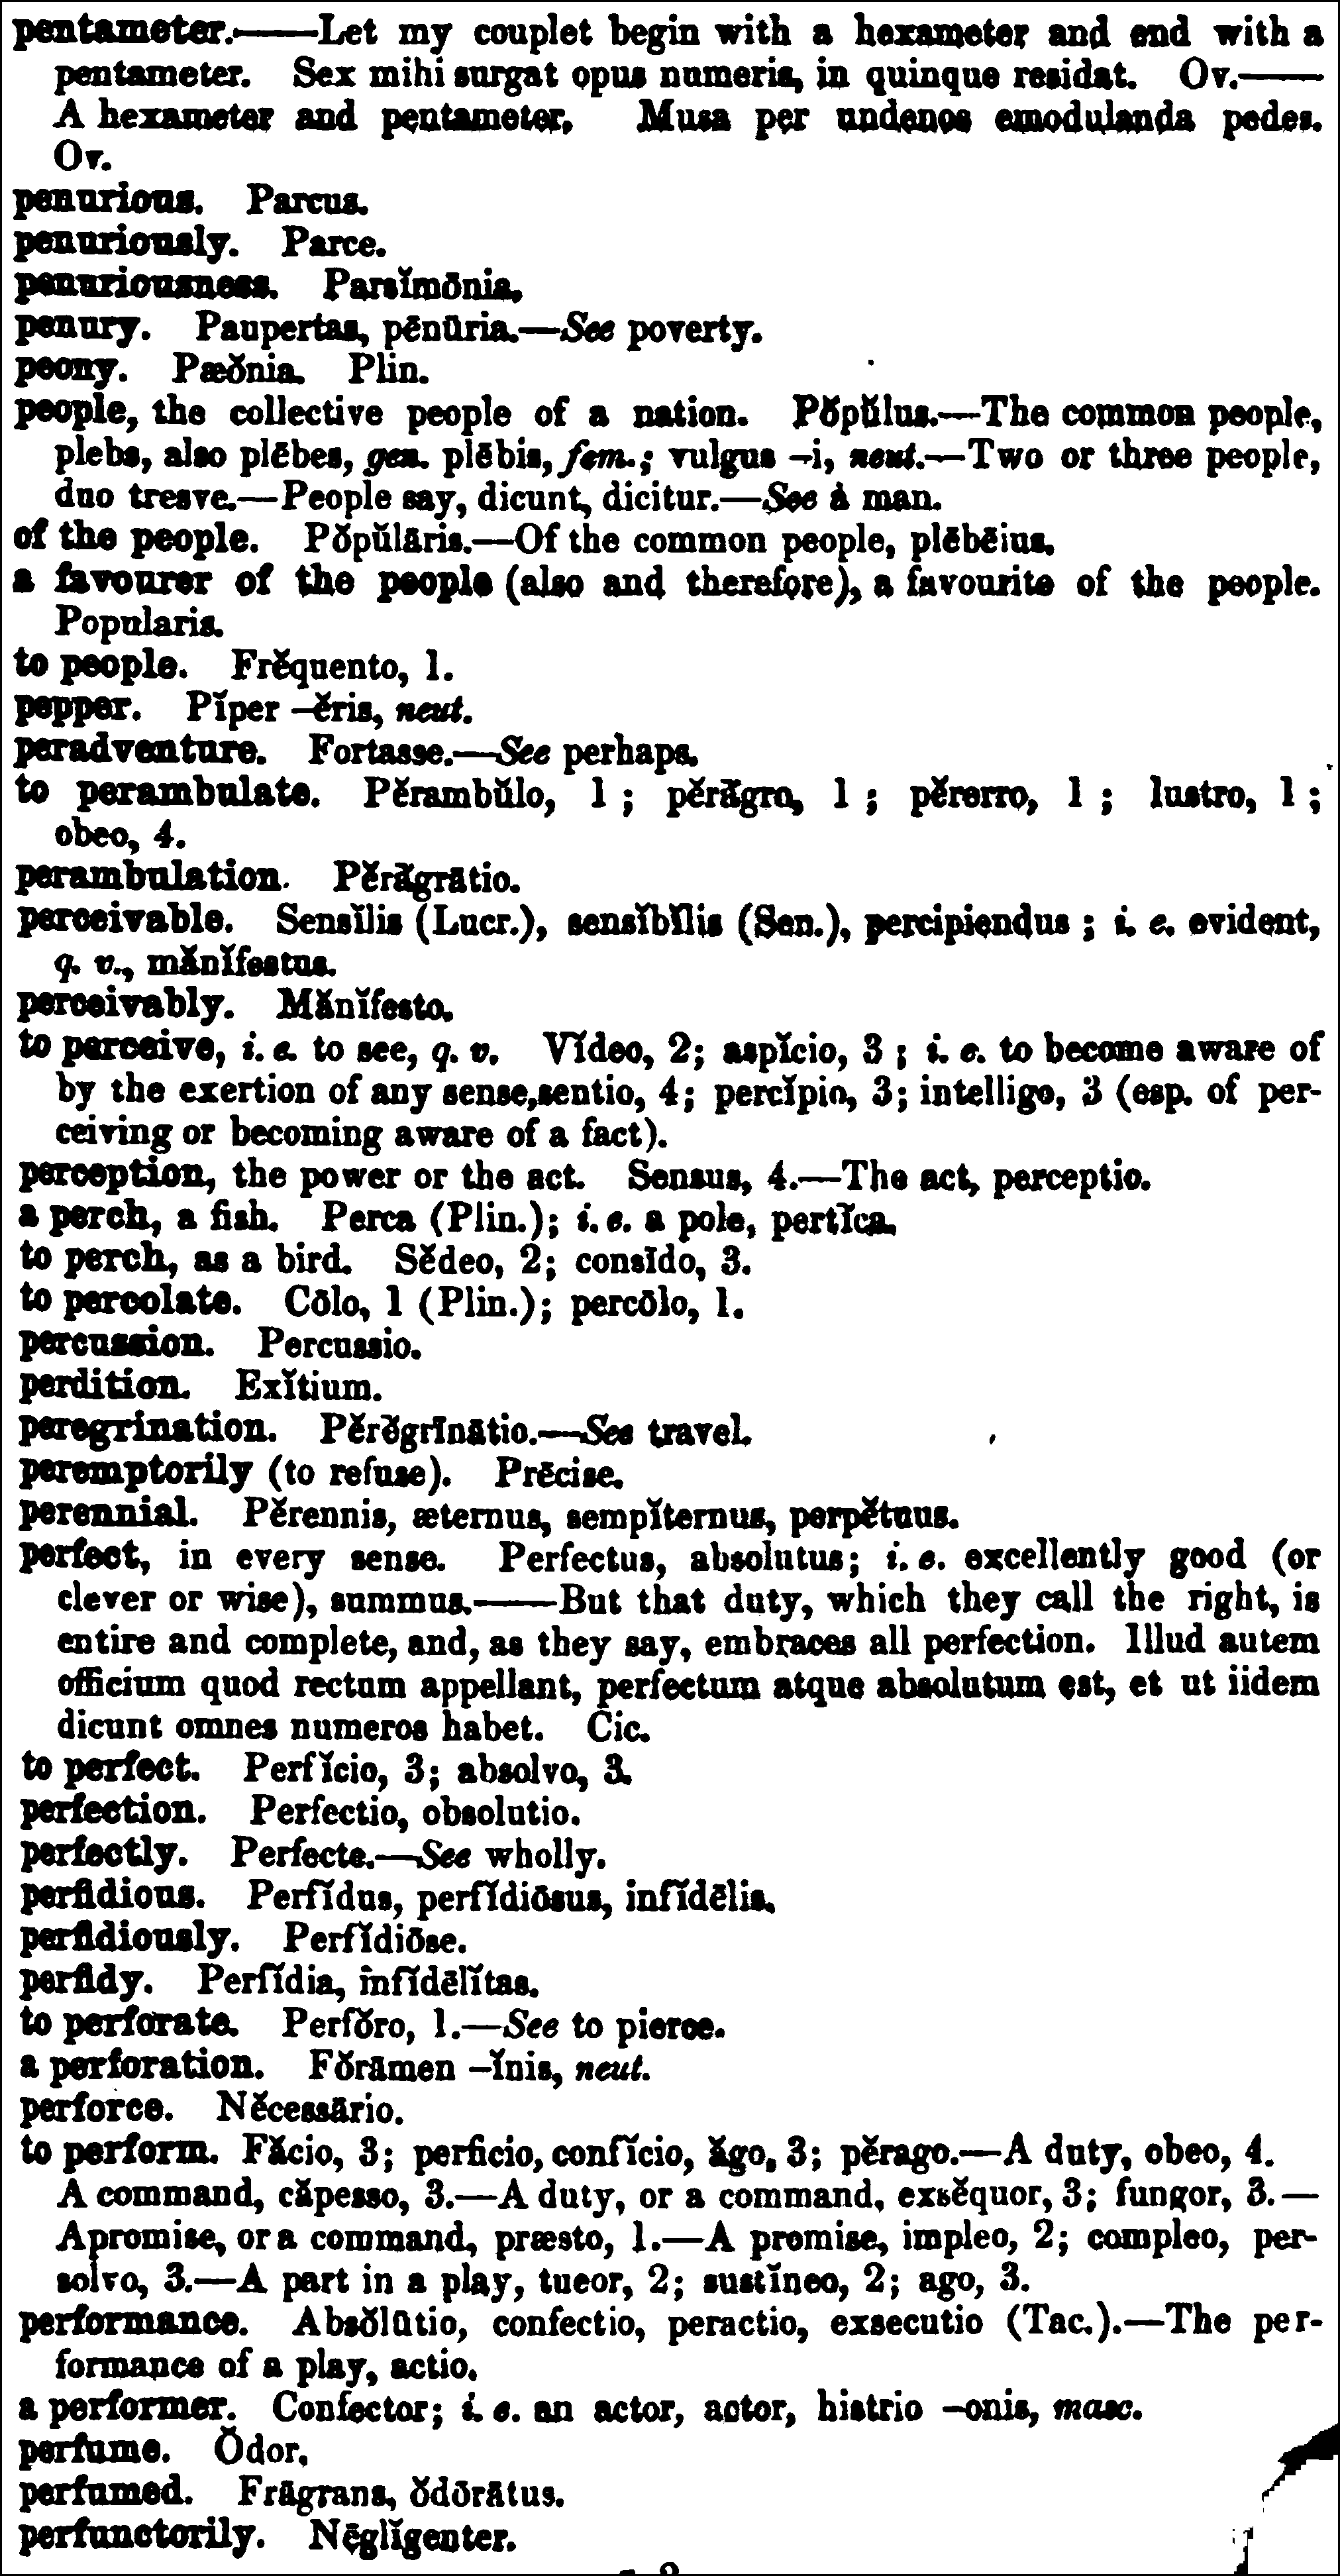 pentameter.——Let my couplet begin with a hexameter and end with a
pentameter. Sex mihi surgat opus numeris, in quinque residat. Ov.——
A hexameter and pentameter, Musa per undenos emodulanda pedes.
Ov.
penurious. Parcus.
penuriously. Parce.
penuriousness. Parsĭmōnia.
penury. Paupertas, pēnūria.—See poverty.
peony. Pæŏnia. Plin.
people, the collective people of a nation. Pŏpŭlus.—The common people,
plebs, also plēbes, gen. plēbis, fem.; vulgus –i, neut.—Two or three people,
duo tresve.—People say, dicunt, dicitur.—See a man.
of the people. Pŏpŭlāris.—Of the common people, plēbēius.
a favourer of the people (also and therefore), a favourite of the people.
Popularis.
to people. Frĕquento, 1.
pepper. Pĭper –ĕris, neut.
peradventure. Fortasse.—See perhaps.
to perambulate. Pĕrambŭlo, 1; pĕrăgro, 1; pĕrerro, 1; lustro, 1;
obeo, 4.
perambulation. Pĕrăgrātio.
perceivable. Sensĭlis (Lucr.), sensĭbĭlis (Sen.), percipiendus; i. e. evident,
q. v., mănĭfestus.
perceivably. Mănĭfesto.
to perceive, i. e. to see, q. v. Vĭdeo, 2; aspĭcio, 3; i. e. to become aware of
by the exertion of any sense, sentio, 4; percĭpio, 3; intelligo, 3 (esp. of per-
ceiving or becoming aware of a fact).
perception, the power or the act. Sensus, 4.—The act, perceptio.
a perch, a fish. Perca (Plin.); i. e. a pole, pertĭca.
to perch, as a bird. Sĕdeo, 2; consīdo, 3.
to percolate. Cōlo, 1 (Plin.); percōlo, 1.
percussion. Percussio.
perdition. Exĭtium.
peregrination. Pĕrĕgrīnātio.—See travel.
peremptorily (to refuse). Prēcise.
perennial. Pĕrennis, æternus, sempĭternus, perpĕtuus.
perfect, in every sense. Perfectus, absolutus; i. e. excellently good (or
clever or wise), summus.——But that duty, which they call the right, is
entire and complete, and, as they say, embraces all perfection. Illud autem
officium quod rectum appellant, perfectum atque absolutum est, et ut iidem
dicunt omnes numeros habet. Cic.
to perfect. Perfĭcio, 3; absolvo, 3.
perfection. Perfectio, obsolutio.
perfectly. Perfecte.—See wholly.
perfidious. Perfĭdus, perfĭdiōsus, infĭdēlis.
perfidiously. Perfĭdiōse.
perfidy. Perfĭdia, infĭdēlĭtas.
to perforate. Perfŏro, 1.—See to pierce.
a perforation. Fŏrāmen –ĭnis, neut.
perforce. Nĕcessārio.
to perform. Făcio, 3; perficio, confĭcio, ăgo, 3; pĕrago.—A duty, obeo, 4.
A command, căpesso, 3.—A duty, or a command, exsĕquor, 3; fungor, 3.—
A promise, or a command, præsto, 1.—A promise, impleo, 2; compleo, per-
solvo, 3.—A part in a play, tueor, 2; sustĭneo, 2; ago, 3.
performance. Absŏlūtio, confectio, peractio, exsecutio (Tac.).—The per-
formance of a play, actio.
a performer. Confector; i. e. an actor, actor, histrio –onis, masc.
perfume. Ŏdor.
perfumed. Frāgrans, ŏdōrātus.
perfunctorily. Nēglĭgenter.